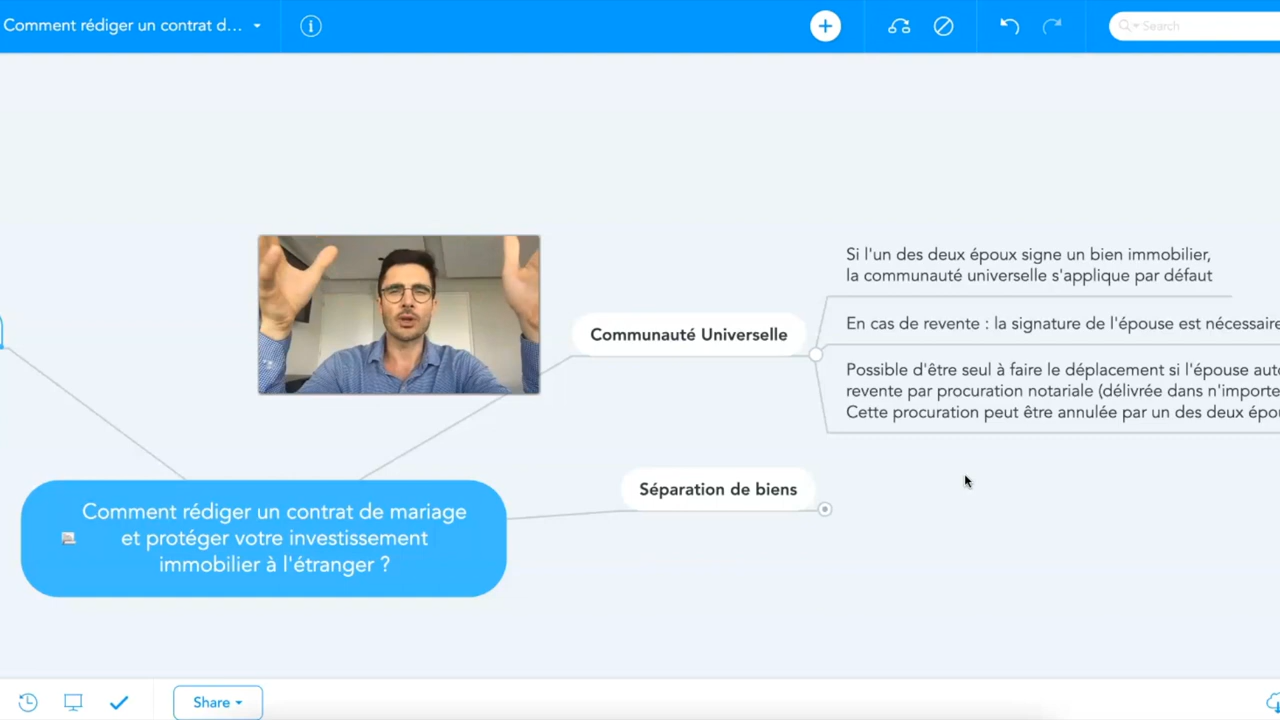 Comment rédiger un contrat d...
Search
Si l'un des deux époux signe un bien immobilier,
la communauté universelle s'applique par défaut
Communauté Universelle
En cas de revente : la signature de l'épouse est nécessaire
Possible d'être seul à faire le déplacement si l'épouse
revente par procuration notariale (délivrée dans n'importe
Cette procuration peut être annulée par un des deux
Séparation de biens
Comment rédiger un contrat de mariage
et protéger votre investissement
immobilier à l'étranger ?
Share